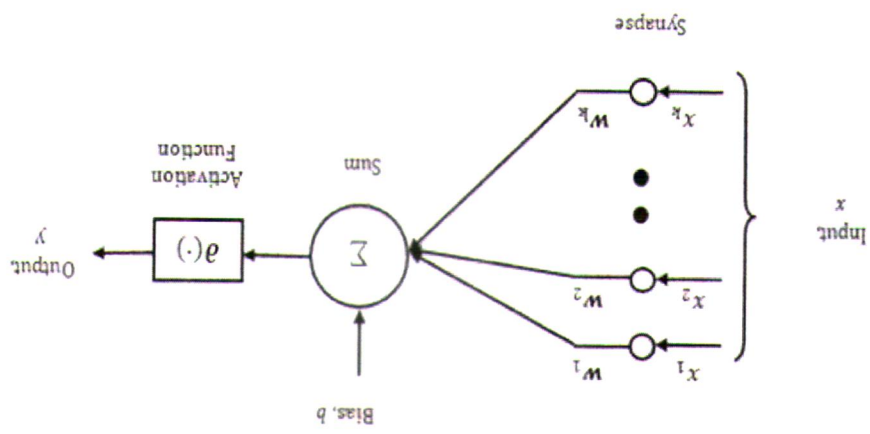 Bias, b
x₁
w₁
x₂
w₂
Input
x
Σ
∂(·)
Output
y
Sum
Activation
Function
xₖ
wₖ
Synapse